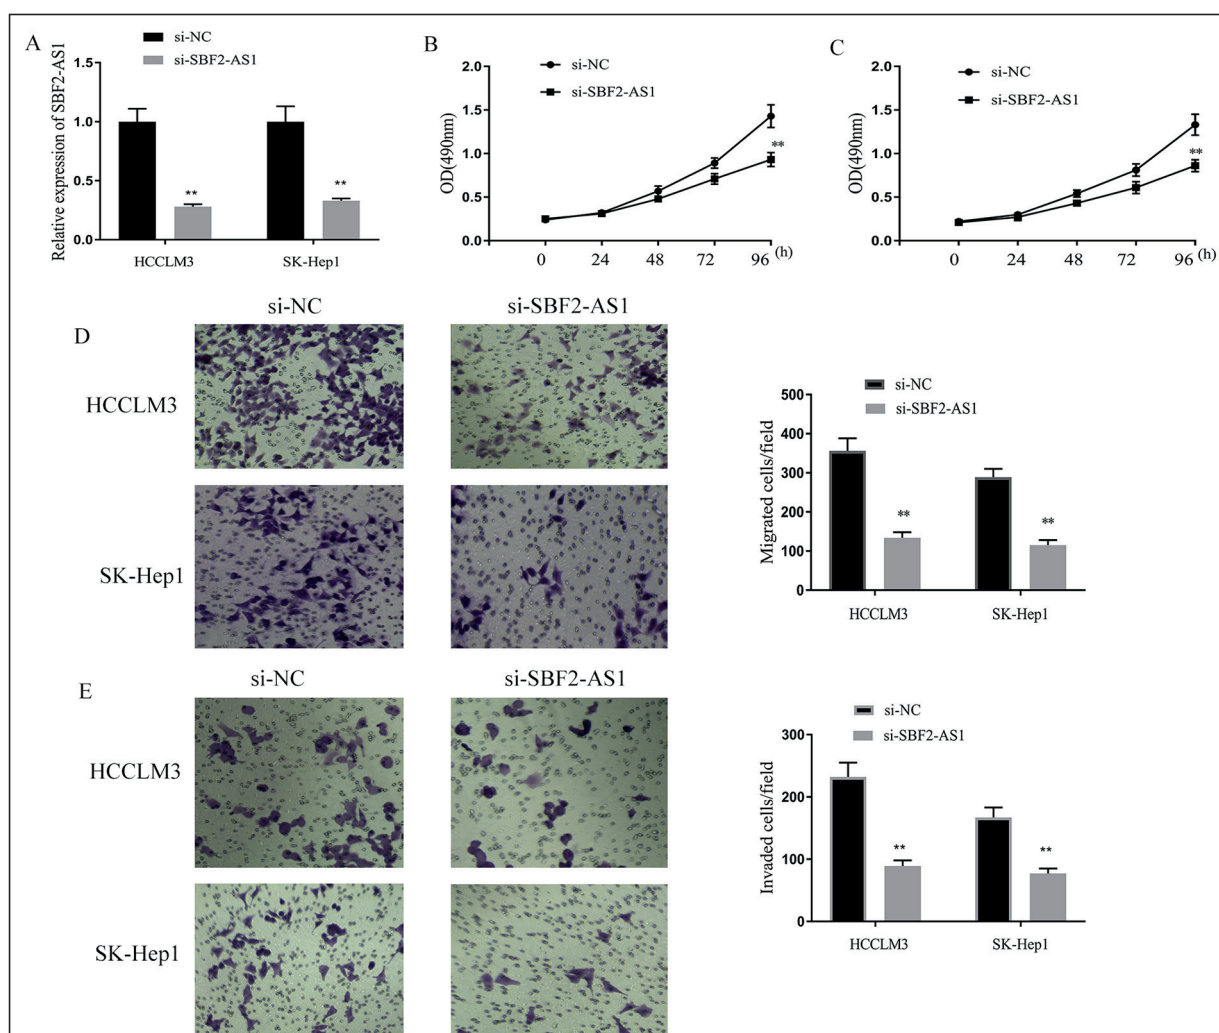 A
si-NC
si-SBF2-AS1
Relative expression of SBF2-AS1
1.5
1.0
0.5
0.0
**
**
HCCLM3
SK-Hep1
B
si-NC
si-SBF2-AS1
OD(490nm)
2.0
1.5
1.0
0.5
0.0
**
0
24
48
72
96
(h)
C
si-NC
si-SBF2-AS1
OD(490nm)
2.0
1.5
1.0
0.5
0.0
**
0
24
48
72
96
(h)
D
si-NC
si-SBF2-AS1
HCCLM3
SK-Hep1
si-NC
si-SBF2-AS1
Migrated cells/field
500
400
300
200
100
0
**
**
HCCLM3
SK-Hep1
E
si-NC
si-SBF2-AS1
HCCLM3
SK-Hep1
si-NC
si-SBF2-AS1
Invaded cells/field
300
200
100
0
**
**
HCCLM3
SK-Hep1